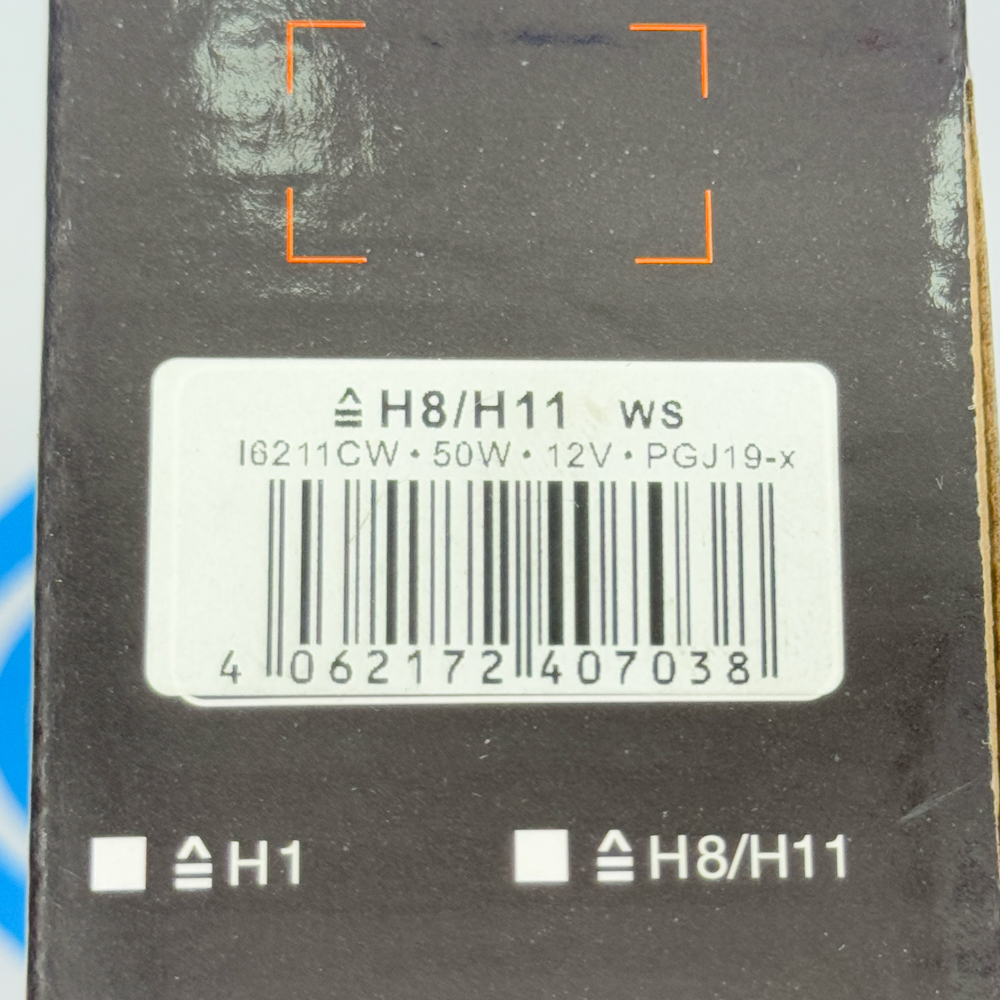 ≙H8/H11 WS
I6211CW • 50W • 12V • PGJ19-x
4 062172 407038
≙H1
≙H8/H11